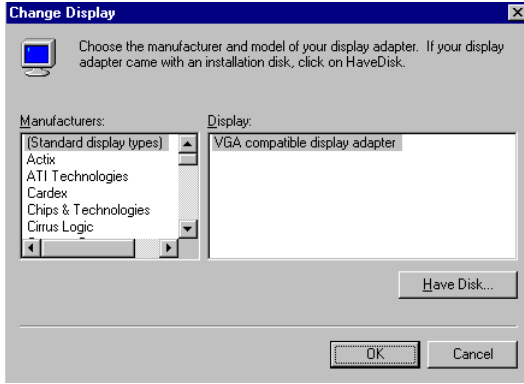 Change Display
Choose the manufacturer and model of your display adapter. If your display
adapter came with an installation disk, click on HaveDisk.
Manufacturers:
(Standard display types)
Actix
ATI Technologies
Cardex
Chips & Technologies
Cirrus Logic
Display:
VGA compatible display adapter
Have Disk...
OK
Cancel